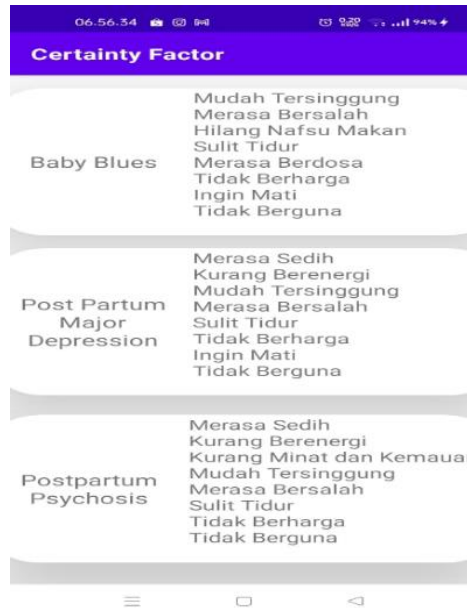 06.56.34
94%
Certainty Factor
Baby Blues
Mudah Tersinggung
Merasa Bersalah
Hilang Nafsu Makan
Sulit Tidur
Merasa Berdosa
Tidak Berharga
Ingin Mati
Tidak Berguna
Post Partum
Major
Depression
Merasa Sedih
Kurang Berenergi
Mudah Tersinggung
Merasa Bersalah
Sulit Tidur
Tidak Berharga
Ingin Mati
Tidak Berguna
Postpartum
Psychosis
Merasa Sedih
Kurang Berenergi
Kurang Minat dan Kemaua
Mudah Tersinggung
Merasa Bersalah
Sulit Tidur
Tidak Berharga
Tidak Berguna